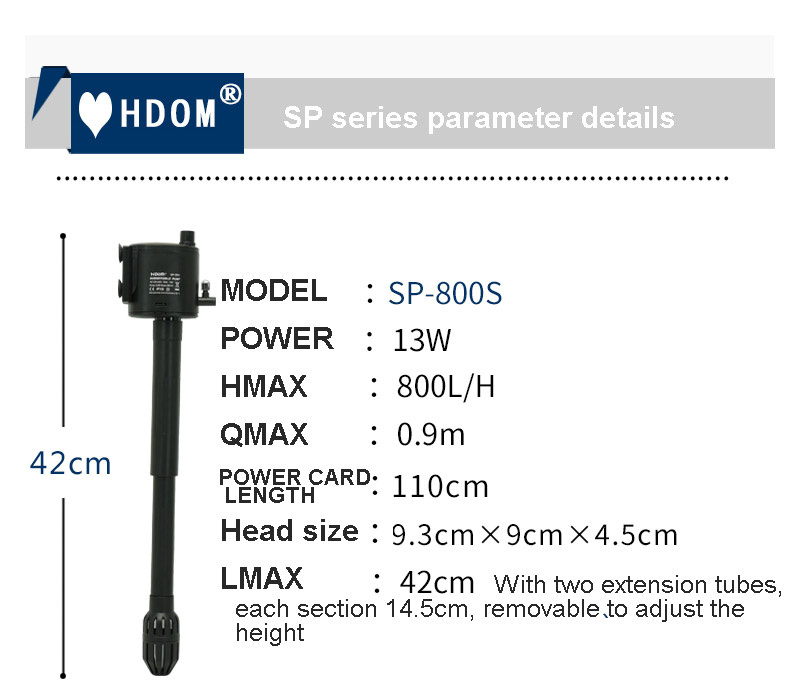 HDOM®
SP series parameter details
42cm
HDOM
MODEL : SP-800S
POWER : 13W
HMAX : 800L/H
QMAX : 0.9m
POWER CARD
LENGTH : 110cm
Head size : 9.3cm×9cm×4.5cm
LMAX : 42cm With two extension tubes,
each section 14.5cm, removable、to adjust the
height